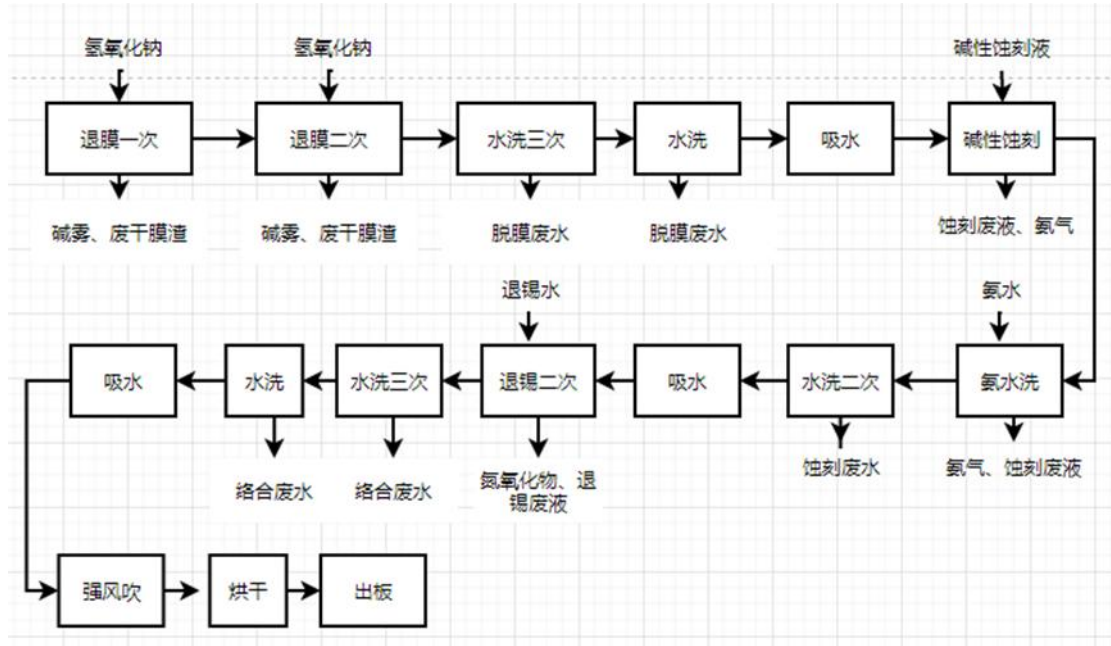 氢氧化钠
氢氧化钠
碱性蚀刻液
退膜一次
退膜二次
水洗三次
水洗
吸水
碱性蚀刻
碱雾、废干膜渣
碱雾、废干膜渣
脱膜废水
脱膜废水
蚀刻废液、氨气
退锡水
氨水
吸水
水洗
水洗三次
退锡二次
吸水
水洗二次
氨水洗
络合废水
络合废水
氮氧化物、退
锡废液
蚀刻废水
氨气、蚀刻废液
强风吹
烘干
出板